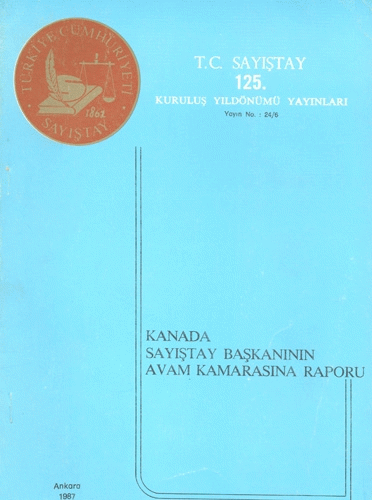 TÜRKİYE CUMHURİYETİ
1862
SAYIŞTAY
T.C. SAYIŞTAY
125.
KURULUŞ YILDÖNÜMÜ YAYINLARI
Yayın No. : 24/6
KANADA
SAYIŞTAY BAŞKANININ
AVAM KAMARASINA RAPORU
Ankara
1987